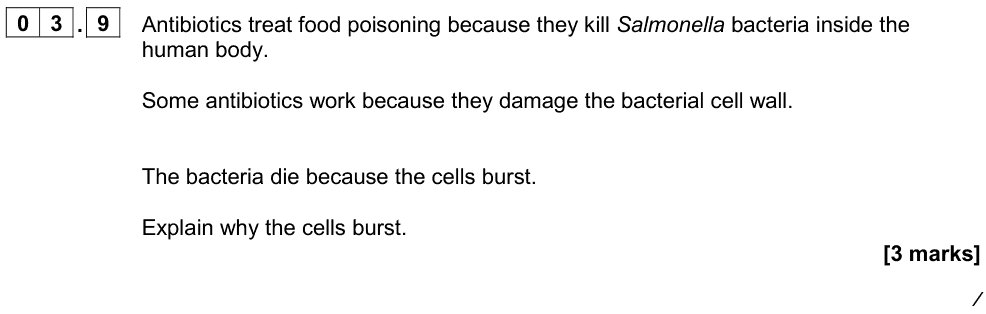 0 3 . 9 Antibiotics treat food poisoning because they kill Salmonella bacteria inside the
human body.
Some antibiotics work because they damage the bacterial cell wall.
The bacteria die because the cells burst.
Explain why the cells burst.
[3 marks]